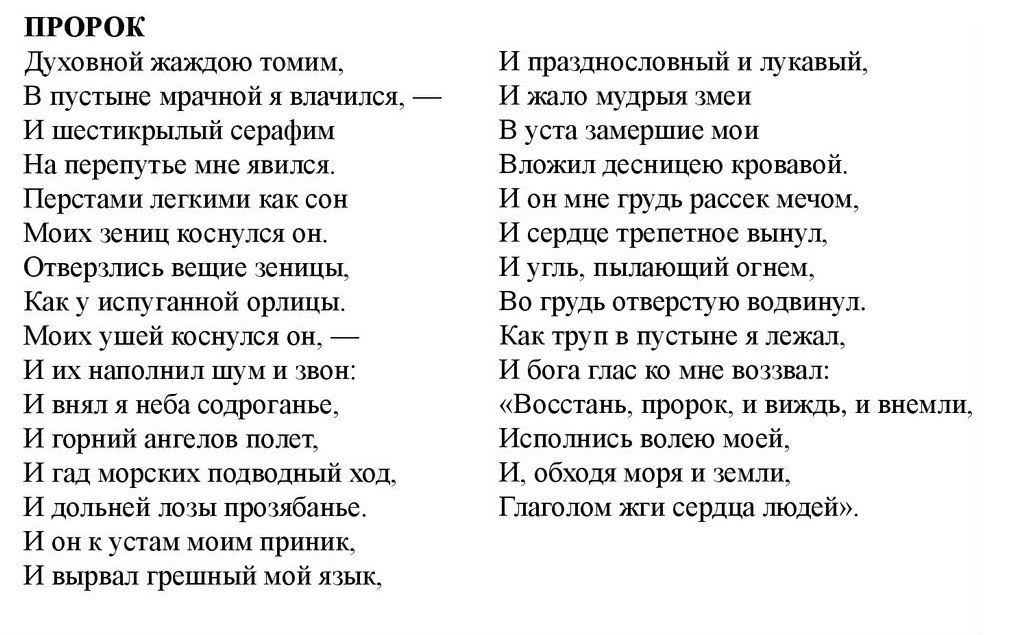 ПРОРОК
Духовной жаждою томим,
В пустыне мрачной я влачился, —
И шестикрылый серафим
На перепутье мне явился.
Перстами легкими как сон
Моих зениц коснулся он.
Отверзлись вещие зеницы,
Как у испуганной орлицы.
Моих ушей коснулся он, —
И их наполнил шум и звон:
И внял я неба содроганье,
И горний ангелов полет,
И гад морских подводный ход,
И дольней лозы прозябанье.
И он к устам моим приник,
И вырвал грешный мой язык,
И празднословный и лукавый,
И жало мудрыя змеи
В уста замершие мои
Вложил десницею кровавой.
И он мне грудь рассек мечом,
И сердце трепетное вынул,
И угль, пылающий огнем,
Во грудь отверстую водвинул.
Как труп в пустыне я лежал,
И бога глас ко мне воззвал:
«Восстань, пророк, и виждь, и внемли,
Исполнись волею моей,
И, обходя моря и земли,
Глаголом жги сердца людей».